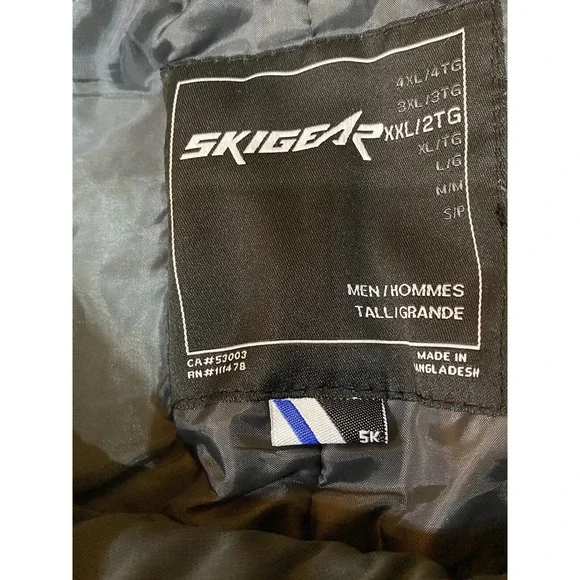 SKIGEAR
4XL/4TG
3XL/3TG
XXL/2TG
XL/TG
L/G
M/M
S/P
MEN/HOMMES
TALL/GRANDE
CA#53003
RN#111478
MADE IN
BANGLADESH
5K